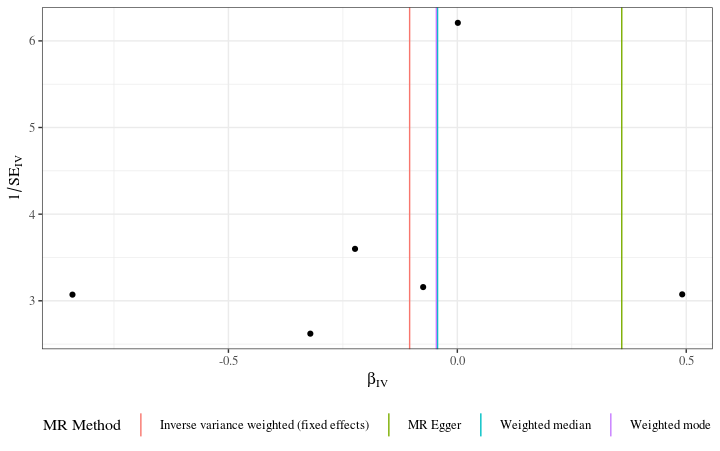 6
5
4
3
1/SE_IV
-0.5 0.0 0.5
β_IV
MR Method Inverse variance weighted (fixed effects) MR Egger Weighted median Weighted mode